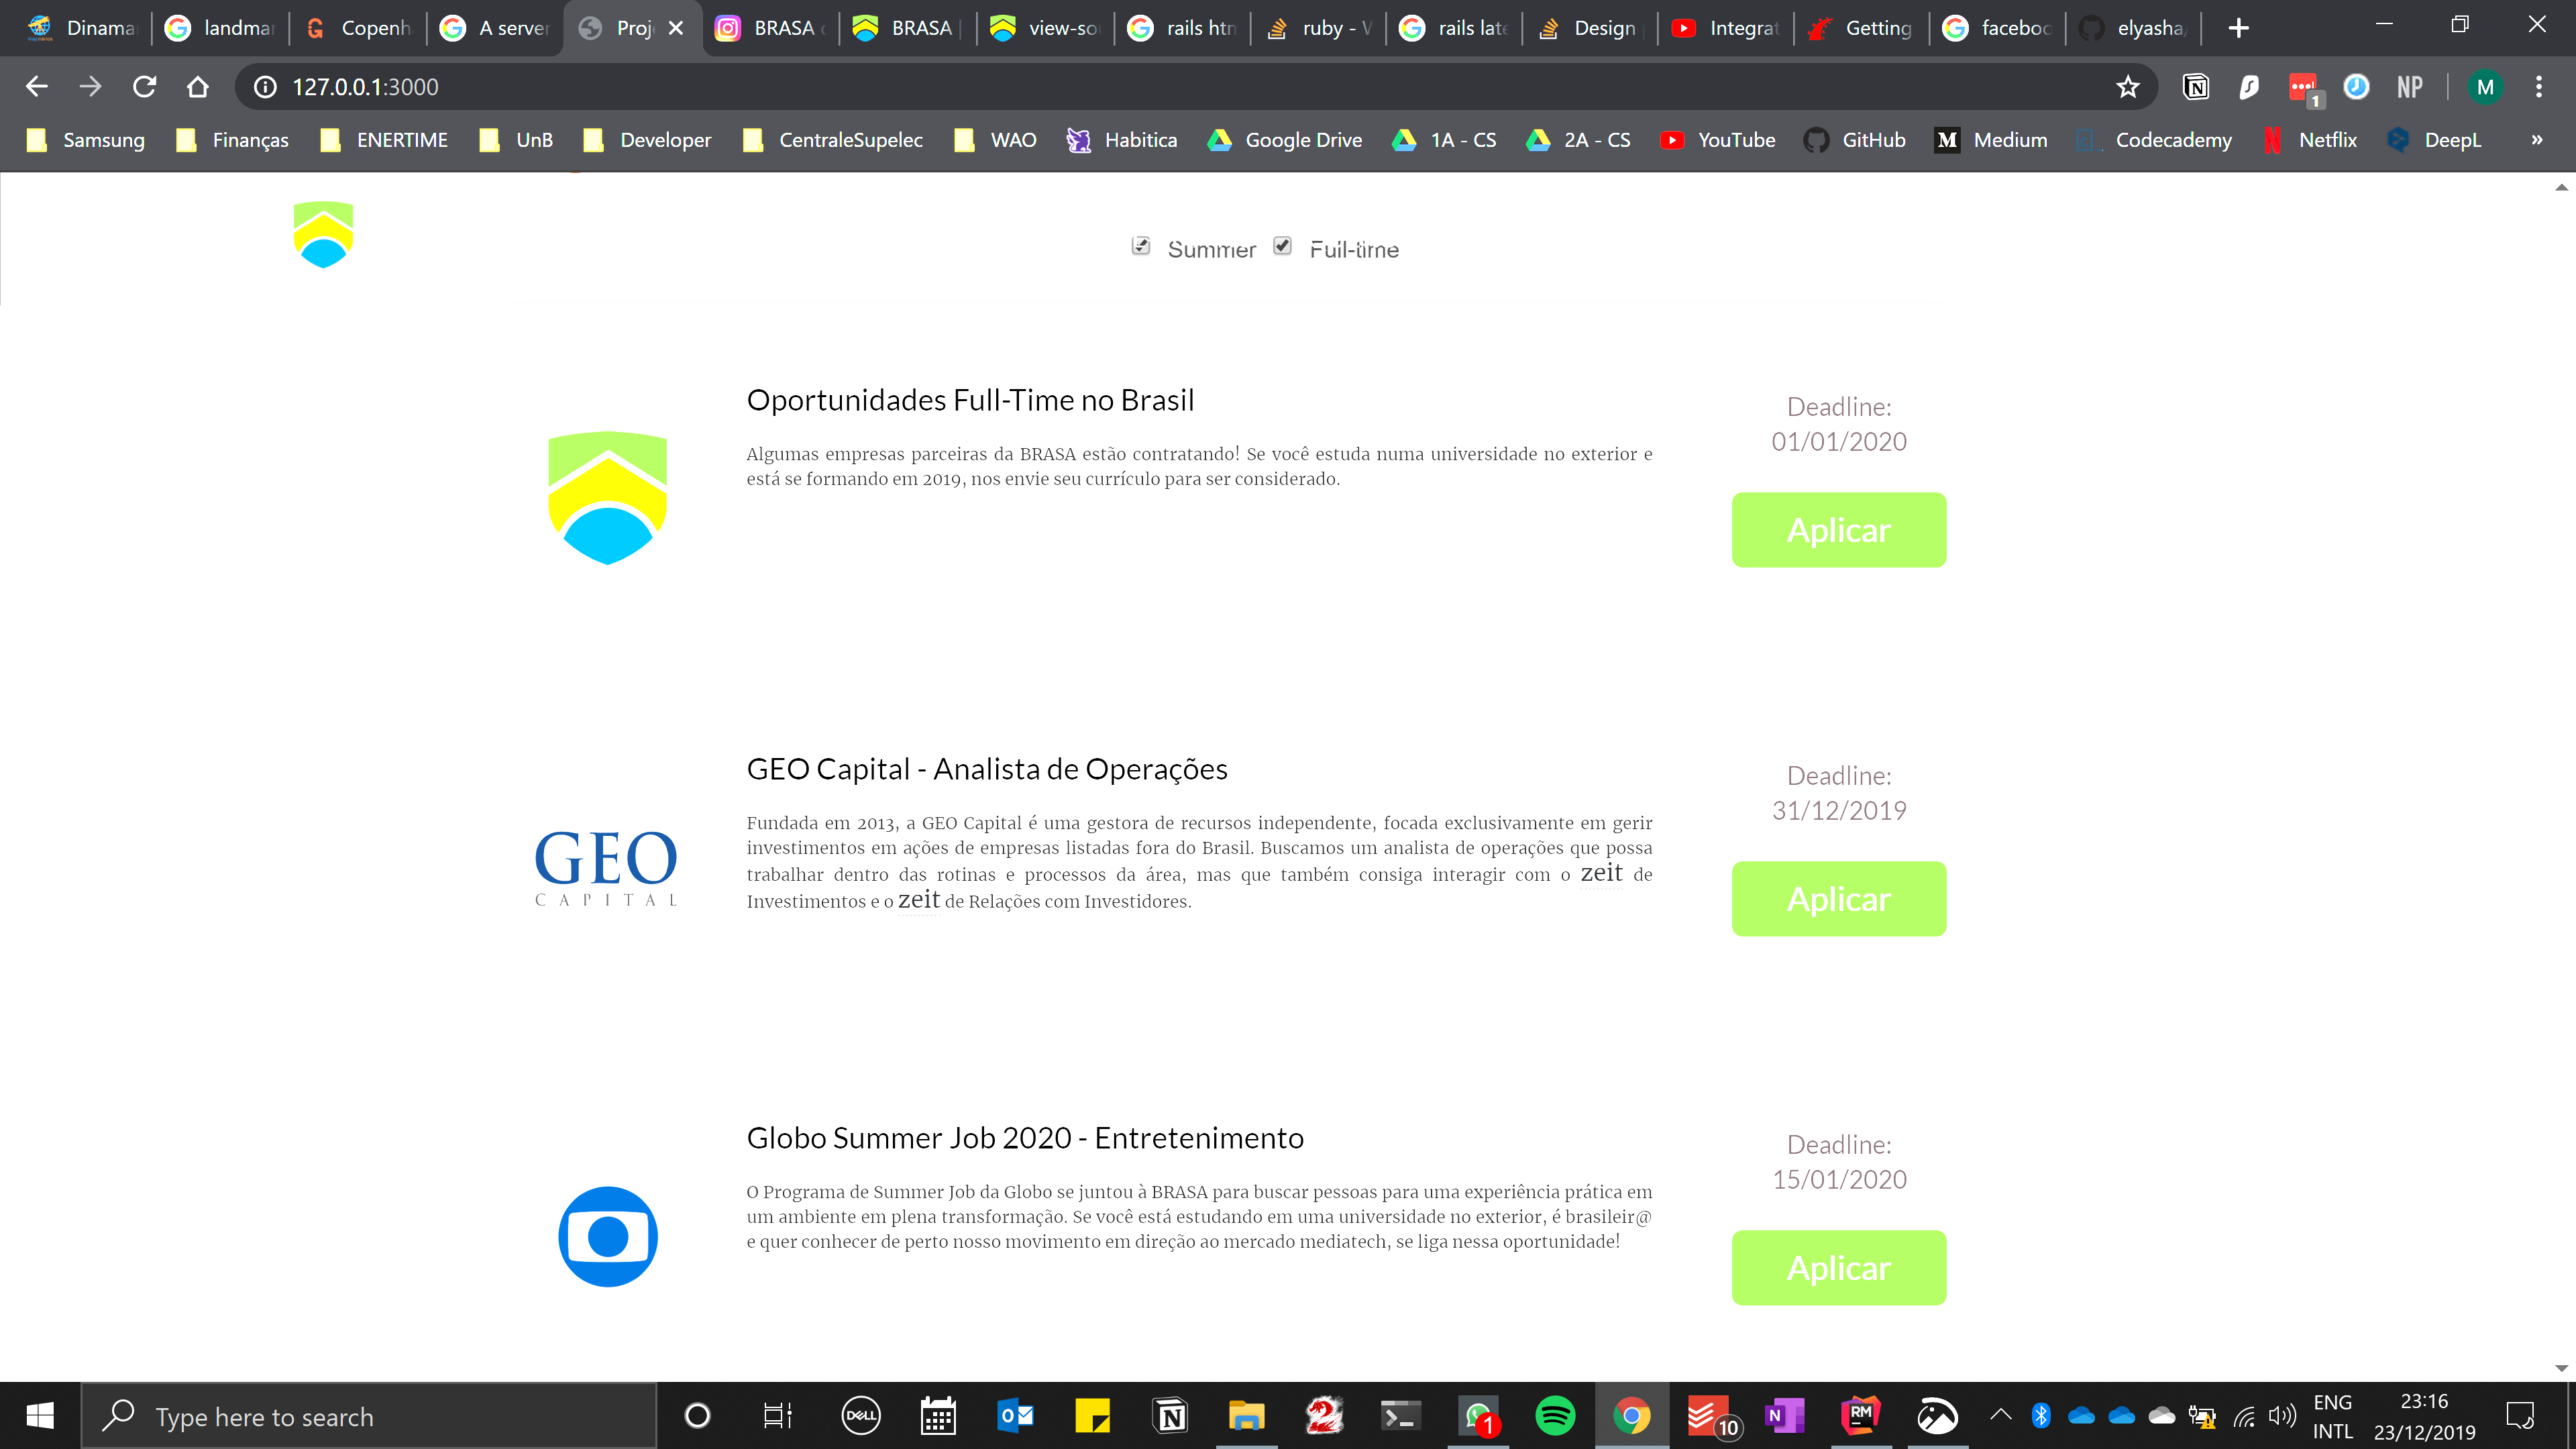 Dinama
landmar
Copenh
A server
Proj
BRASA
BRASA
view-sou
rails htm
ruby - W
rails late
Design
Integrat
Getting
faceboo
elyasha/
127.0.0.1:3000
NP
1
M
Samsung
Finanças
ENERTIME
UnB
Developer
CentraleSupelec
WAO
Habitica
Google Drive
1A - CS
2A - CS
YouTube
GitHub
Medium
Codecademy
Netflix
DeepL
»
Summer
Full-time
Oportunidades Full-Time no Brasil
Algumas empresas parceiras da BRASA estão contratando! Se você estuda numa universidade no exterior e
está se formando em 2019, nos envie seu currículo para ser considerado.
Deadline:
01/01/2020
Aplicar
GEO
CAPITAL
GEO Capital - Analista de Operações
Fundada em 2013, a GEO Capital é uma gestora de recursos independente, focada exclusivamente em gerir
investimentos em ações de empresas listadas fora do Brasil. Buscamos um analista de operações que possa
trabalhar dentro das rotinas e processos da área, mas que também consiga interagir com o zeit de
Investimentos e o zeit de Relações com Investidores.
Deadline:
31/12/2019
Aplicar
Globo Summer Job 2020 - Entretenimento
O Programa de Summer Job da Globo se juntou à BRASA para buscar pessoas para uma experiência prática em
um ambiente em plena transformação. Se você está estudando em uma universidade no exterior, é brasileir@
e quer conhecer de perto nosso movimento em direção ao mercado mediatech, se liga nessa oportunidade!
Deadline:
15/01/2020
Aplicar
Type here to search
DELL
1
10
RM
ENG
INTL
23:16
23/12/2019